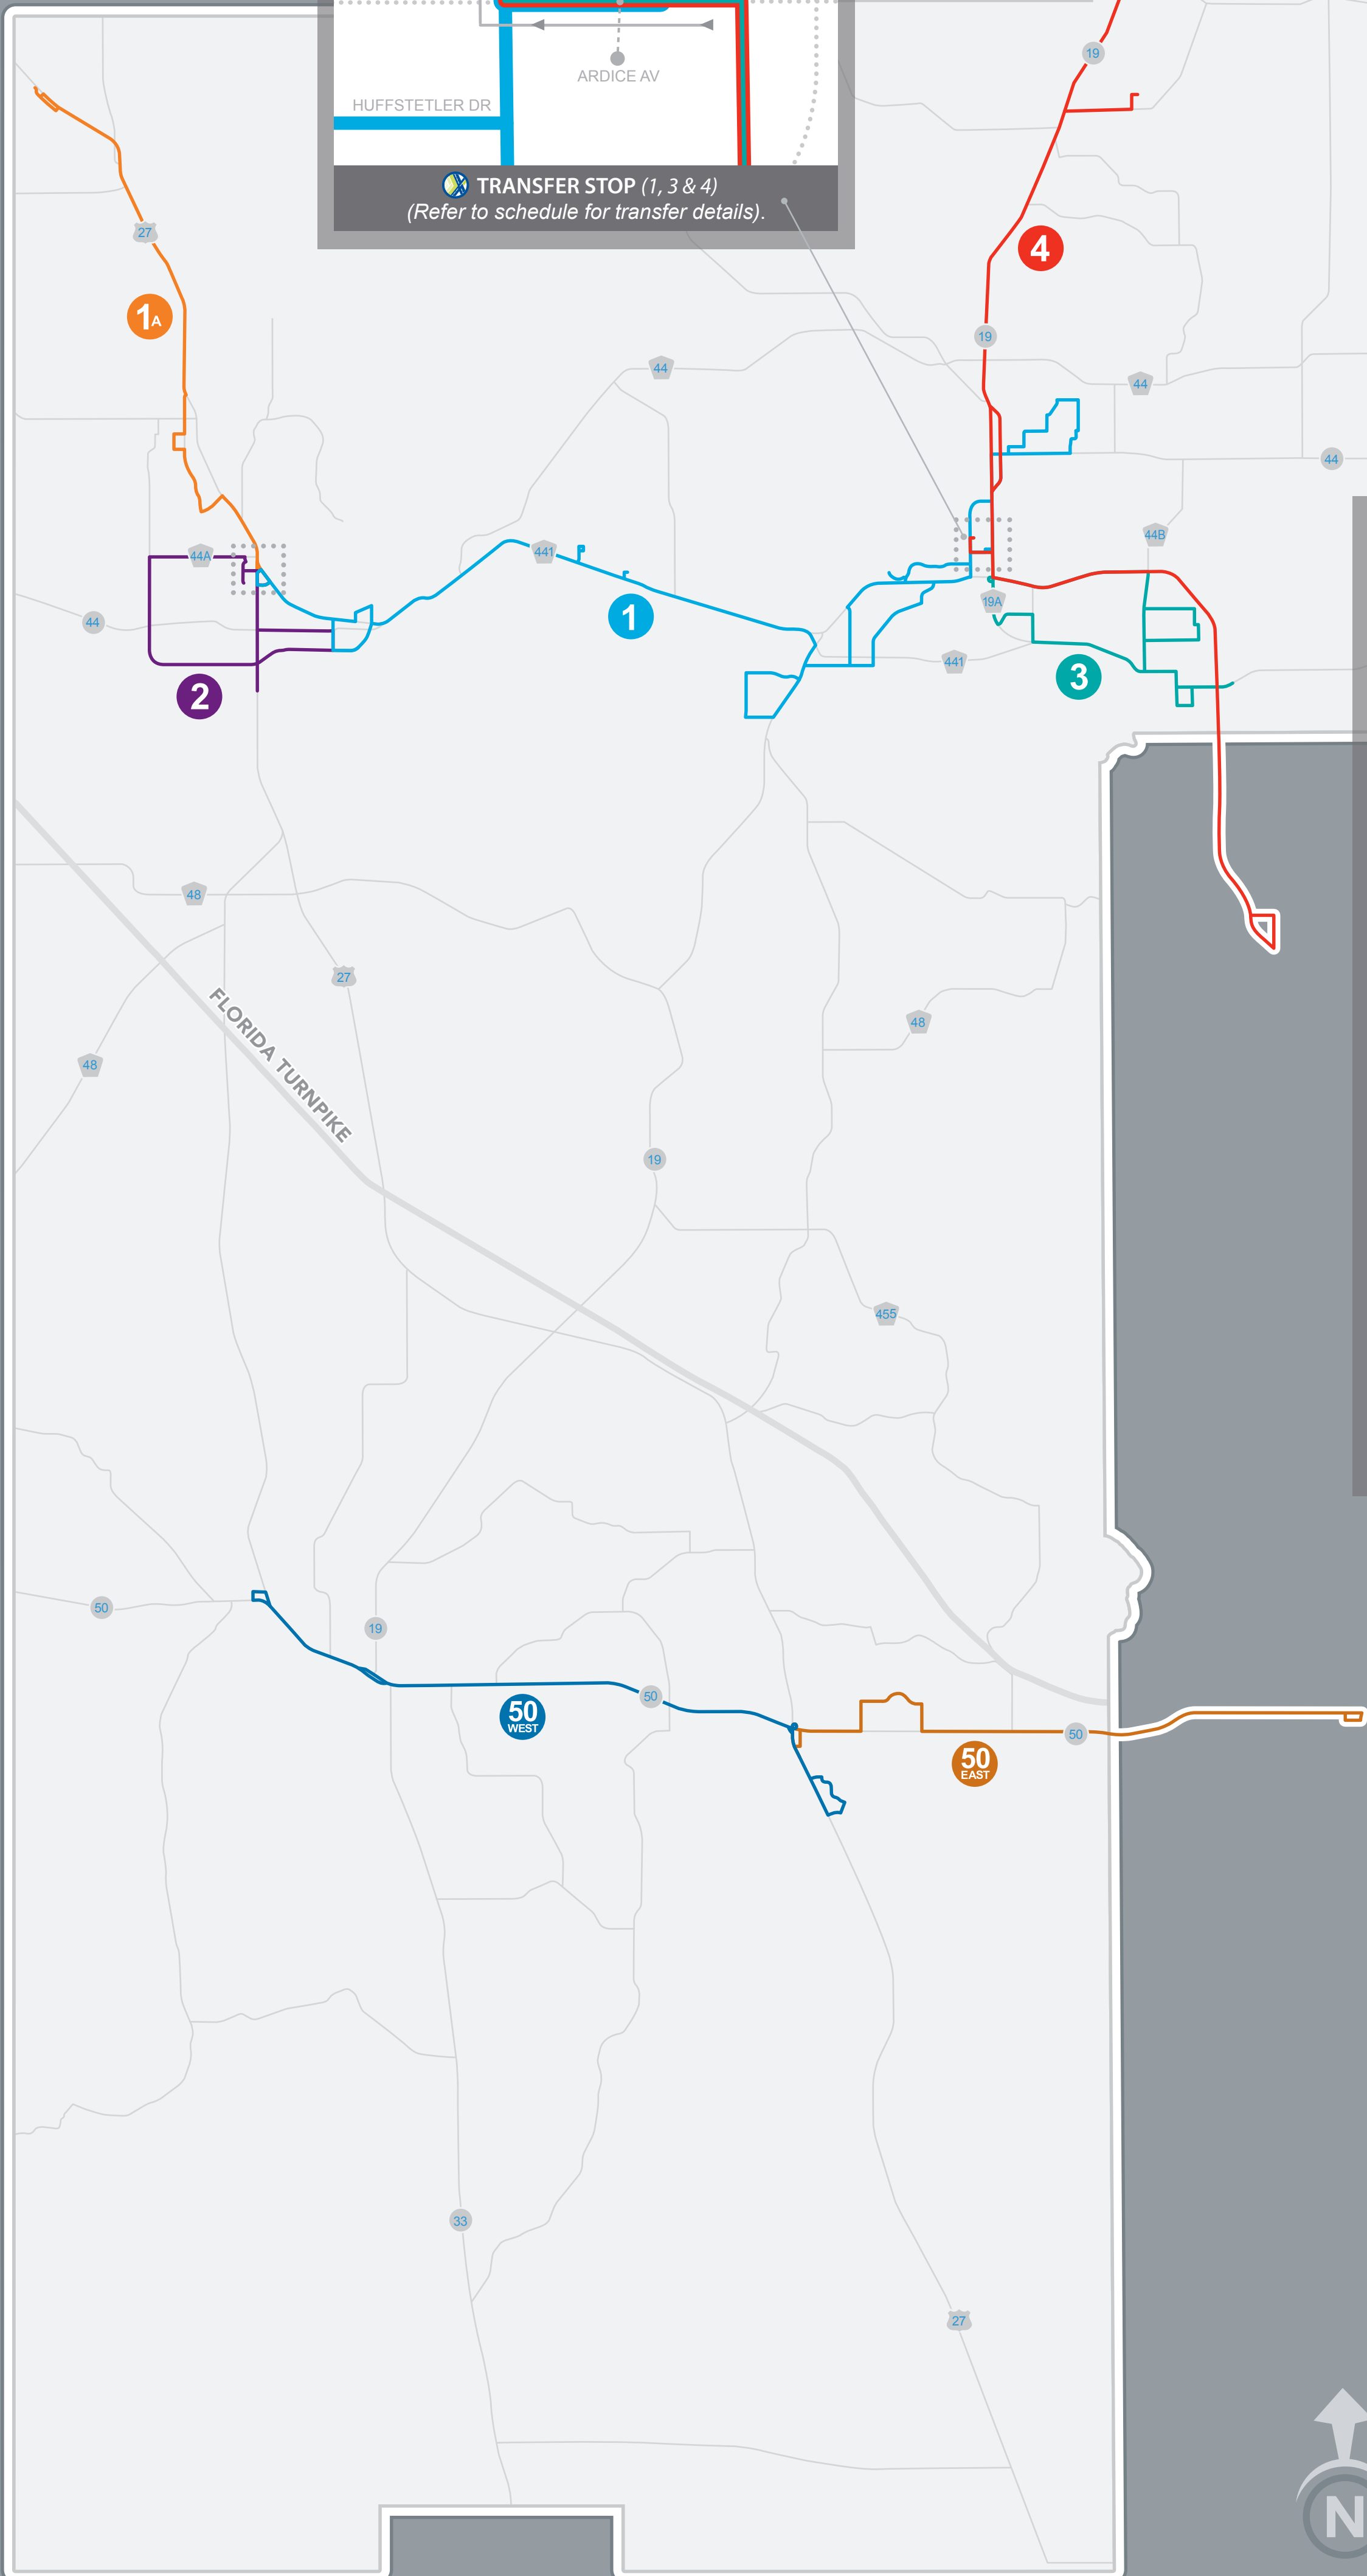 19
ARDICE AV
HUFFSTETLER DR
TRANSFER STOP (1, 3 & 4)
(Refer to schedule for transfer details).
27
4
1A
19
44
44
44
44B
441
44A
19A
1
44
441
3
2
48
27
48
FLORIDA TURNPIKE
48
19
455
50
19
50
50 WEST
50
50 EAST
33
27
N